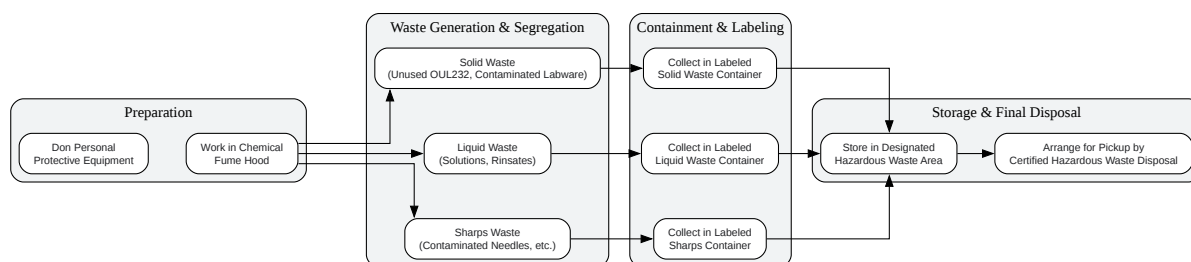 Preparation
Don Personal
Protective Equipment
Work in Chemical
Fume Hood
Waste Generation & Segregation
Solid Waste
(Unused OUL232, Contaminated Labware)
Liquid Waste
(Solutions, Rinsates)
Sharps Waste
(Contaminated Needles, etc.)
Containment & Labeling
Collect in Labeled
Solid Waste Container
Collect in Labeled
Liquid Waste Container
Collect in Labeled
Sharps Container
Storage & Final Disposal
Store in Designated
Hazardous Waste Area
Arrange for Pickup by
Certified Hazardous Waste Disposal